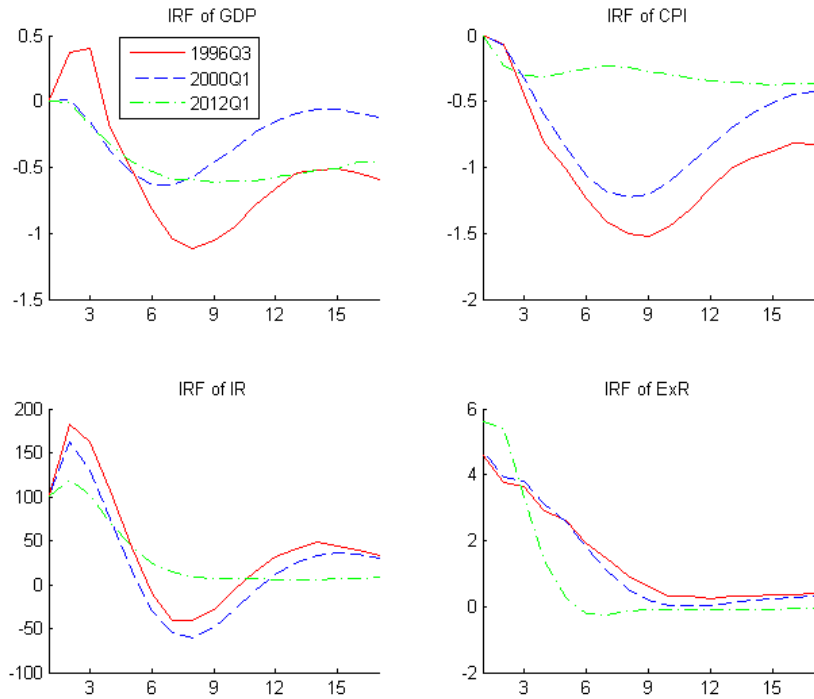 IRF of GDP
0.5
0
-0.5
-1
-1.5
3 6 9 12 15
1996Q3
2000Q1
2012Q1
IRF of CPI
0
-0.5
-1
-1.5
-2
3 6 9 12 15
IRF of IR
200
150
100
50
0
-50
-100
3 6 9 12 15
IRF of ExR
6
4
2
0
-2
3 6 9 12 15